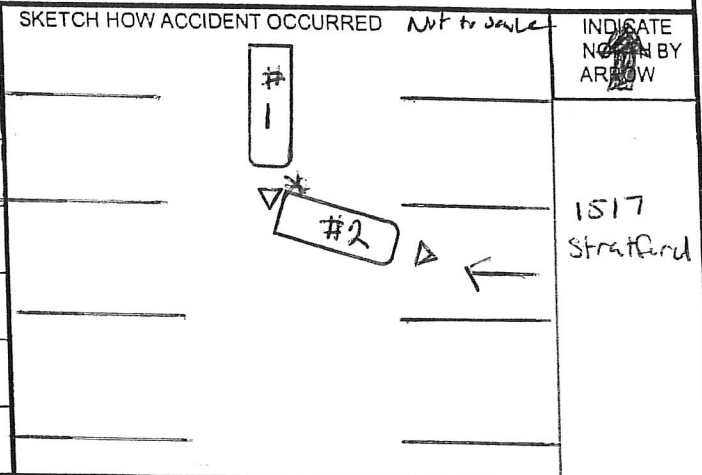 SKETCH HOW ACCIDENT OCCURRED Not to scale
INDICATE
NORTH BY
ARROW
#
1
#2
1517
Stratford